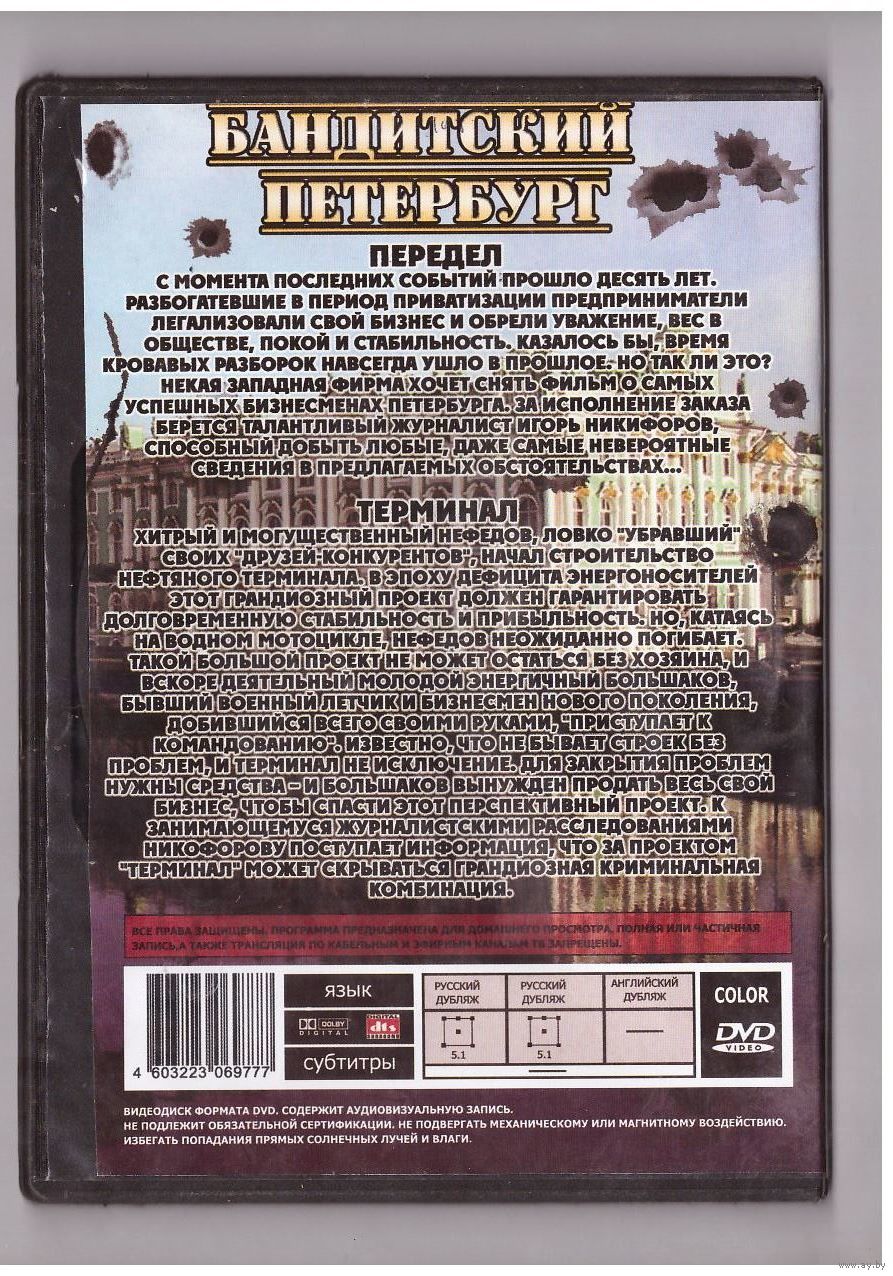 БАНДИТСКИЙ
ПЕТЕРБУРГ
ПЕРЕДЕЛ
С МОМЕНТА ПОСЛЕДНИХ СОБЫТИЙ ПРОШЛО ДЕСЯТЬ ЛЕТ.
РАЗБОГАТЕВШИЕ В ПЕРИОД ПРИВАТИЗАЦИИ ПРЕДПРИНИМАТЕЛИ
ЛЕГАЛИЗОВАЛИ СВОЙ БИЗНЕС И ОБРЕЛИ УВАЖЕНИЕ, ВЕС В
ОБЩЕСТВЕ, ПОКОЙ И СТАБИЛЬНОСТЬ. КАЗАЛОСЬ БЫ, ВРЕМЯ
КРОВАВЫХ РАЗБОРОК НАВСЕГДА УШЛО В ПРОШЛОЕ. НО ТАК ЛИ ЭТО?
НЕКАЯ ЗАПАДНАЯ ФИРМА ХОЧЕТ СНЯТЬ ФИЛЬМ О САМЫХ
УСПЕШНЫХ БИЗНЕСМЕНАХ ПЕТЕРБУРГА. ЗА ИСПОЛНЕНИЕ ЗАКАЗА
БЕРЕТСЯ ТАЛАНТЛИВЫЙ ЖУРНАЛИСТ ИГОРЬ НИКИФОРОВ,
СПОСОБНЫЙ ДОБЫТЬ ЛЮБЫЕ, ДАЖЕ САМЫЕ НЕВЕРОЯТНЫЕ
СВЕДЕНИЯ В ПРЕДЛАГАЕМЫХ ОБСТОЯТЕЛЬСТВАХ...
ТЕРМИНАЛ
ХИТРЫЙ И МОГУЩЕСТВЕННЫЙ НЕФЕДОВ, ЛОВКО "УБРАВШИЙ"
СВОИХ "ДРУЗЕЙ-КОНКУРЕНТОВ", НАЧАЛ СТРОИТЕЛЬСТВО
НЕФТЯНОГО ТЕРМИНАЛА. В ЭПОХУ ДЕФИЦИТА ЭНЕРГОНОСИТЕЛЕЙ
ЭТОТ ГРАНДИОЗНЫЙ ПРОЕКТ ДОЛЖЕН ГАРАНТИРОВАТЬ
ДОЛГОВРЕМЕННУЮ СТАБИЛЬНОСТЬ И ПРИБЫЛЬНОСТЬ. НО, КАТАЯСЬ
НА ВОДНОМ МОТОЦИКЛЕ, НЕФЕДОВ НЕОЖИДАННО ПОГИБАЕТ.
ТАКОЙ БОЛЬШОЙ ПРОЕКТ НЕ МОЖЕТ ОСТАТЬСЯ БЕЗ ХОЗЯИНА, И
ВСКОРЕ ДЕЯТЕЛЬНЫЙ МОЛОДОЙ ЭНЕРГИЧНЫЙ БОЛЬШАКОВ,
БЫВШИЙ ВОЕННЫЙ ЛЕТЧИК И БИЗНЕСМЕН НОВОГО ПОКОЛЕНИЯ,
ДОБИВШИЙСЯ ВСЕГО СВОИМИ РУКАМИ, "ПРИСТУПАЕТ К
КОМАНДОВАНИЮ". ИЗВЕСТНО, ЧТО НЕ БЫВАЕТ СТРОЕК БЕЗ
ПРОБЛЕМ, И ТЕРМИНАЛ НЕ ИСКЛЮЧЕНИЕ. ДЛЯ ЗАКРЫТИЯ ПРОБЛЕМ
НУЖНЫ СРЕДСТВА – И БОЛЬШАКОВ ВЫНУЖДЕН ПРОДАТЬ ВЕСЬ СВОЙ
БИЗНЕС, ЧТОБЫ СПАСТИ ЭТОТ ПЕРСПЕКТИВНЫЙ ПРОЕКТ. К
ЗАНИМАЮЩЕМУСЯ ЖУРНАЛИСТСКИМИ РАССЛЕДОВАНИЯМИ
НИКОФОРОВУ ПОСТУПАЕТ ИНФОРМАЦИЯ, ЧТО ЗА ПРОЕКТОМ
"ТЕРМИНАЛ" МОЖЕТ СКРЫВАТЬСЯ ГРАНДИОЗНАЯ КРИМИНАЛЬНАЯ
КОМБИНАЦИЯ.
ВСЕ ПРАВА ЗАЩИЩЕНЫ. ПРОГРАММА ПРЕДНАЗНАЧЕНА ДЛЯ ДОМАШНЕГО ПРОСМОТРА. ПОЛНАЯ ИЛИ ЧАСТИЧНАЯ
ЗАПИСЬ,А ТАКЖЕ ТРАНСЛЯЦИЯ ПО КАБЕЛЬНЫМ И ЭФИРНЫМ КАНАЛАМ ТВ ЗАПРЕЩЕНЫ.
язык
DOLBY DIGITAL
DIGITAL dts SURROUND
субтитры
РУССКИЙ ДУБЛЯЖ
5.1
РУССКИЙ ДУБЛЯЖ
5.1
АНГЛИЙСКИЙ ДУБЛЯЖ
COLOR
DVD
VIDEO
4 603223 069777
ВИДЕОДИСК ФОРМАТА DVD. СОДЕРЖИТ АУДИОВИЗУАЛЬНУЮ ЗАПИСЬ.
НЕ ПОДЛЕЖИТ ОБЯЗАТЕЛЬНОЙ СЕРТИФИКАЦИИ. НЕ ПОДВЕРГАТЬ МЕХАНИЧЕСКОМУ ИЛИ МАГНИТНОМУ ВОЗДЕЙСТВИЮ.
ИЗБЕГАТЬ ПОПАДАНИЯ ПРЯМЫХ СОЛНЕЧНЫХ ЛУЧЕЙ И ВЛАГИ.
www.ay.by